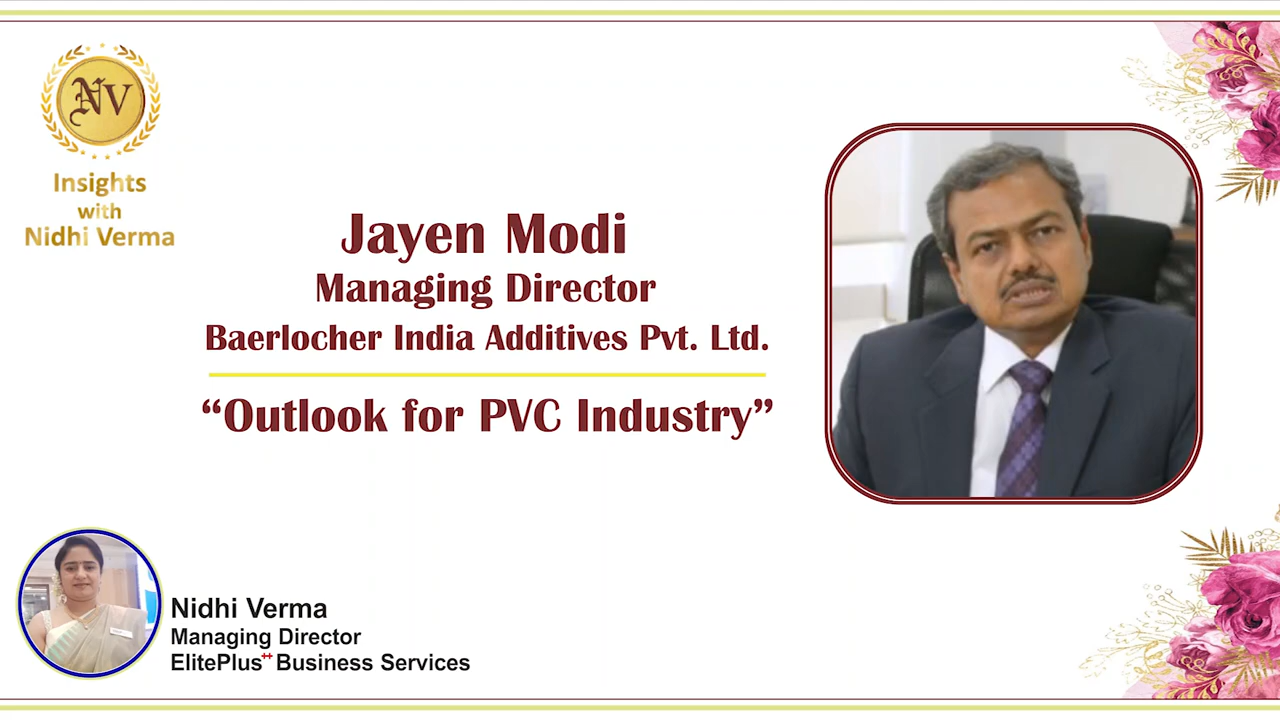 NV
Insights
with
Nidhi Verma
Jayen Modi
Managing Director
Baerlocher India Additives Pvt. Ltd.
“Outlook for PVC Industry”
Nidhi Verma
Managing Director
ElitePlus++ Business Services